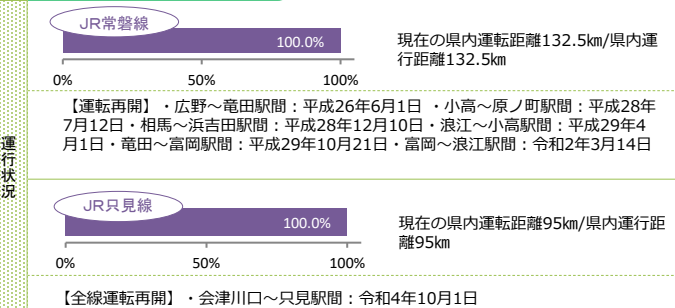 運行状況
JR常磐線
100.0%
0%
50%
100%
現在の県内運転距離132.5㎞/県内運
行距離132.5㎞
【運転再開】・広野～竜田駅間：平成26年6月1日 ・小高～原ノ町駅間：平成28年
7月12日・相馬～浜吉田駅間：平成28年12月10日・浪江～小高駅間：平成29年4
月1日・竜田～富岡駅間：平成29年10月21日・富岡～浪江駅間：令和2年3月14日
JR只見線
100.0%
0%
50%
100%
現在の県内運転距離95㎞/県内運行距
離95㎞
【全線運転再開】・会津川口～只見駅間：令和4年10月1日